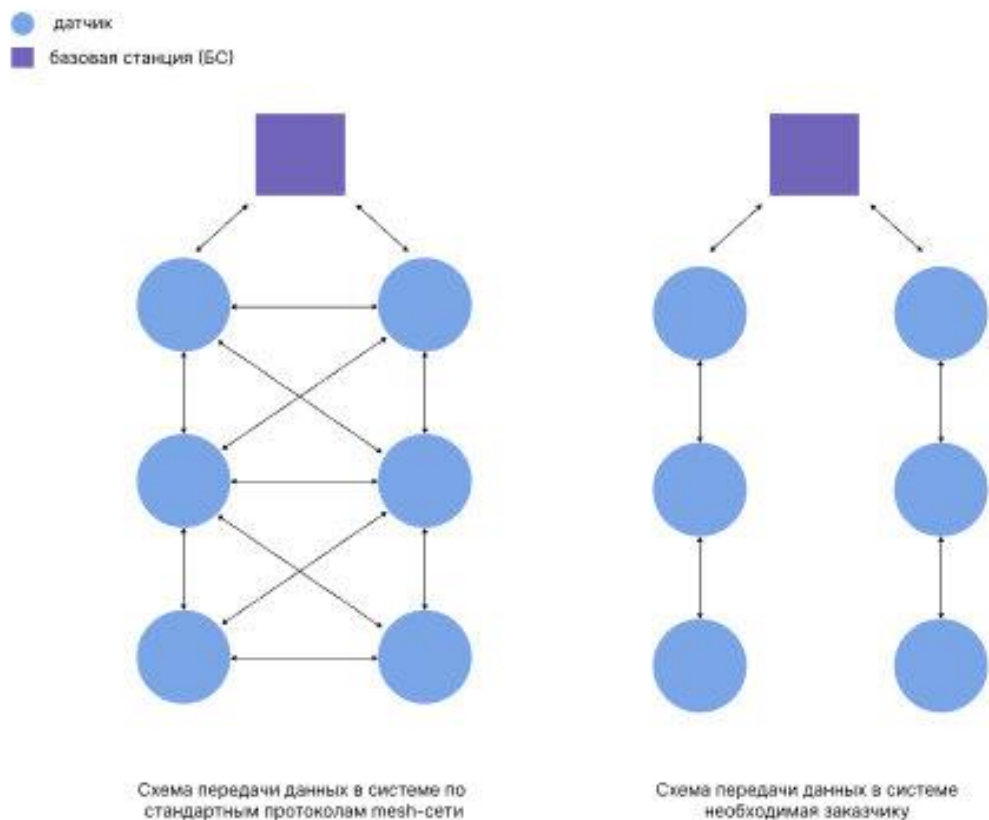 датчик
базовая станция (БС)
Схема передачи данных в системе по
стандартным протоколам mesh-сети
Схема передачи данных в системе
необходимая заказчику